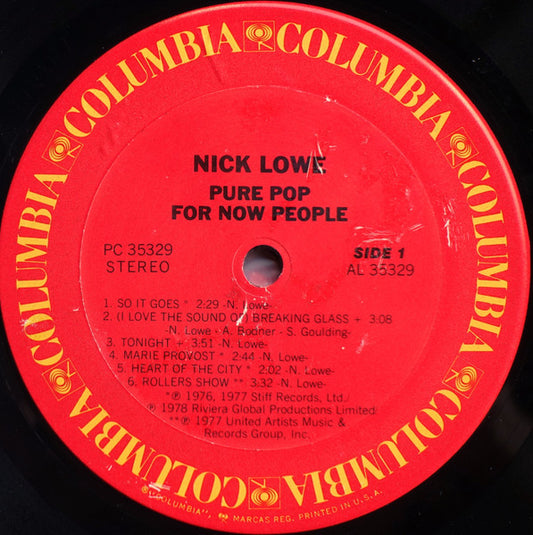 COLUMBIA COLUMBIA COLUMBIA COLUMBIA COLUMBIA COLUMBIA
NICK LOWE
PURE POP
FOR NOW PEOPLE
PC 35329
STEREO
SIDE 1
AL 35329
1. SO IT GOES * 2:29 -N. Lowe-
2. (I LOVE THE SOUND OF) BREAKING GLASS + 3:08
-N. Lowe - A. Bodner - S. Goulding-
3. TONIGHT + 3:51 -N. Lowe-
4. MARIE PROVOST * 2:44 -N. Lowe-
5. HEART OF THE CITY * 2:02 -N. Lowe-
6. ROLLERS SHOW ** 3:32 -N. Lowe-
*℗ 1976, 1977 Stiff Records, Ltd./
+℗ 1978 Riviera Global Productions Limited/
**℗ 1977 United Artists Music &
Records Group, Inc.
® "COLUMBIA", MARCAS REG. PRINTED IN U.S.A.